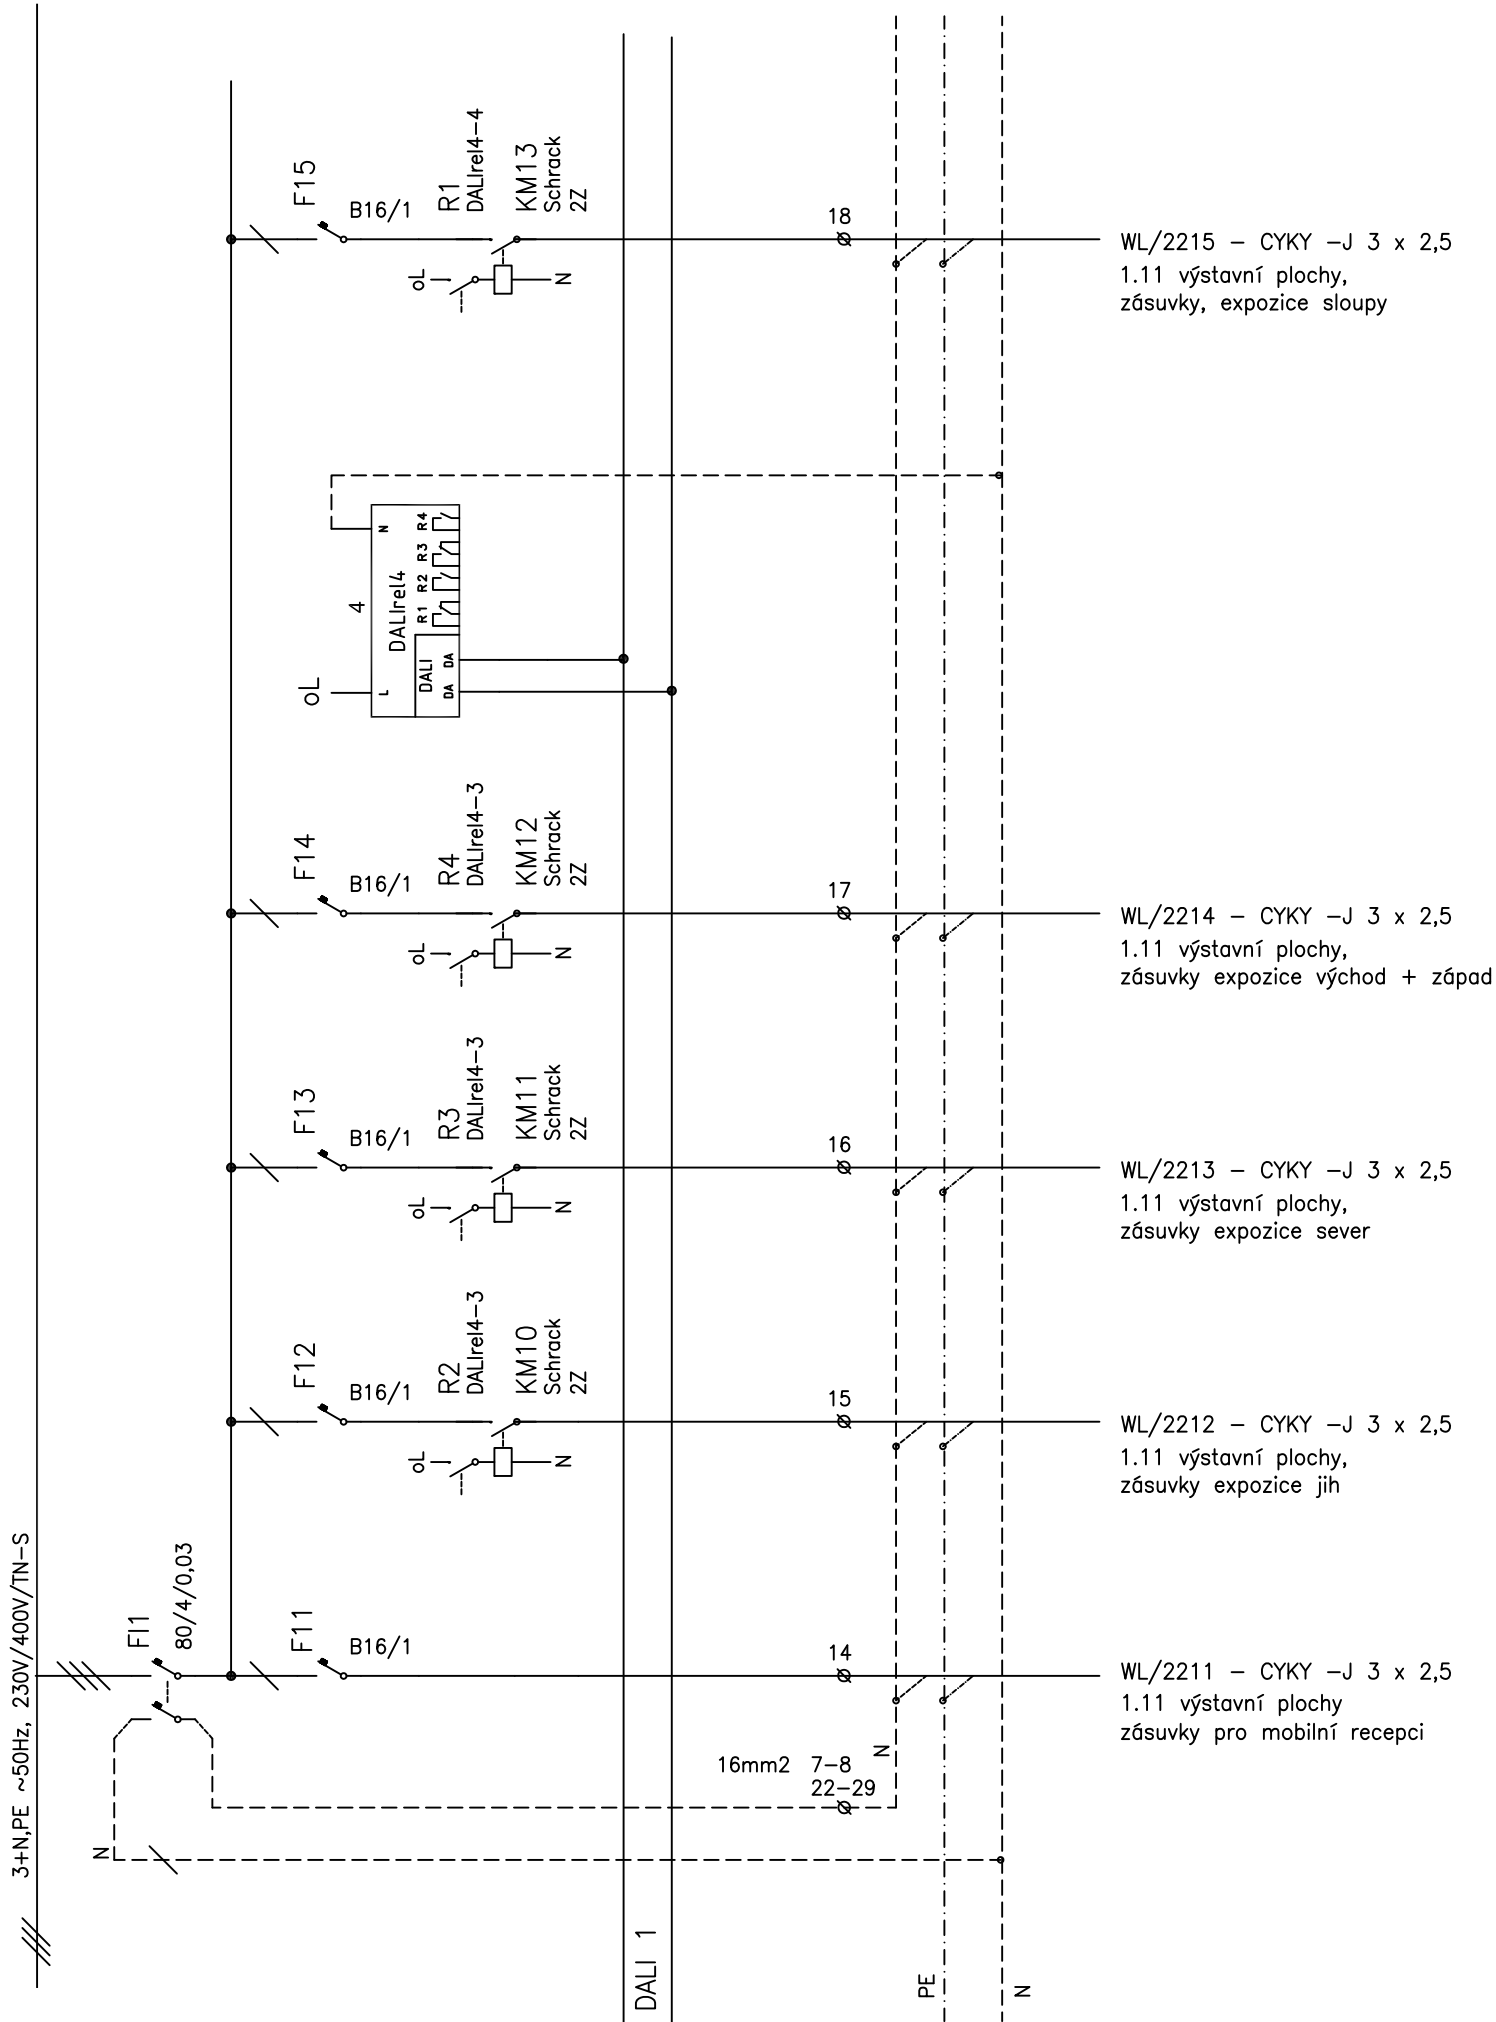 3+N,PE ~50Hz, 230V/400V/TN-S
FI1
80/4/0,03
N
F11
B16/1
14
WL/2211 - CYKY -J 3 x 2,5
1.11 výstavní plochy
zásuvky pro mobilní recepci
16mm2 7-8
22-29
N
F12
B16/1
R2
DALIrel4-3
KM10
Schrack
2Z
oL
N
15
WL/2212 - CYKY -J 3 x 2,5
1.11 výstavní plochy,
zásuvky expozice jih
F13
B16/1
R3
DALIrel4-3
KM11
Schrack
2Z
oL
N
16
WL/2213 - CYKY -J 3 x 2,5
1.11 výstavní plochy,
zásuvky expozice sever
F14
B16/1
R4
DALIrel4-3
KM12
Schrack
2Z
oL
N
17
WL/2214 - CYKY -J 3 x 2,5
1.11 výstavní plochy,
zásuvky expozice východ + západ
oL
4
L
N
DALIrel4
DALI
DA DA
R1 R2 R3 R4
F15
B16/1
R1
DALIrel4-4
KM13
Schrack
2Z
oL
N
18
WL/2215 - CYKY -J 3 x 2,5
1.11 výstavní plochy,
zásuvky, expozice sloupy
DALI 1
PE
N